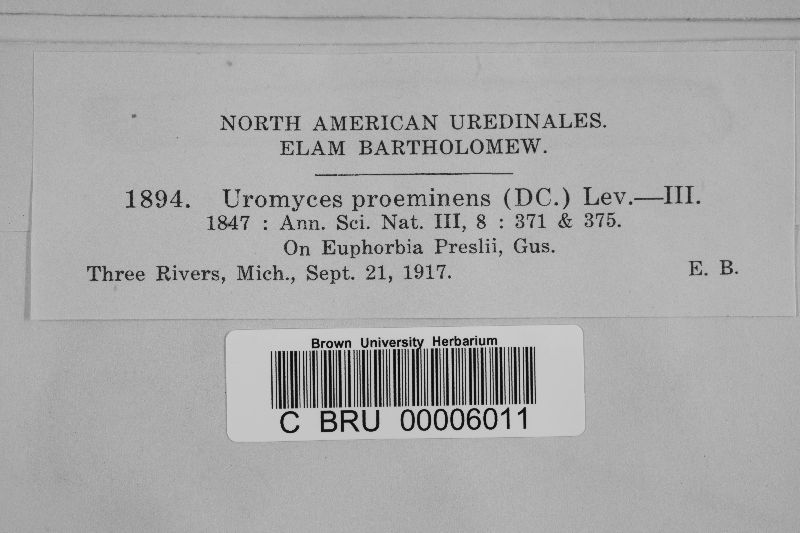 NORTH AMERICAN UREDINALES.
ELAM BARTHOLOMEW.
1894. Uromyces proeminens (DC.) Lev.—III.
1847 : Ann. Sci. Nat. III, 8 : 371 & 375.
On Euphorbia Preslii, Gus.
Three Rivers, Mich., Sept. 21, 1917. E. B.
Brown University Herbarium
C BRU 00006011